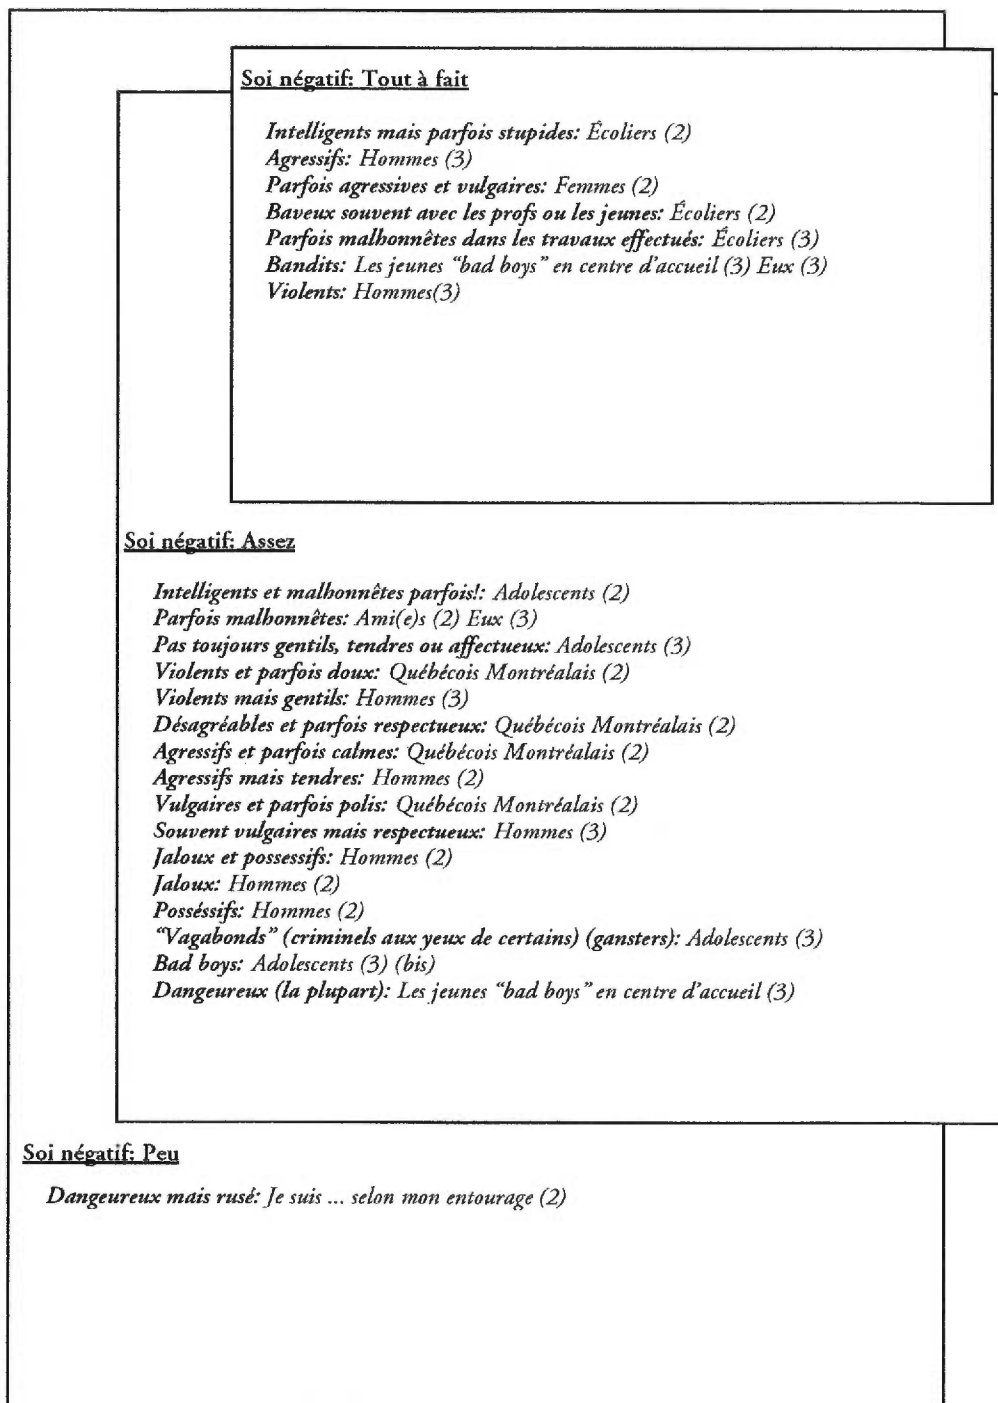 Soi négatif: Tout à fait
Intelligents mais parfois stupides: Écoliers (2)
Agressifs: Hommes (3)
Parfois agressives et vulgaires: Femmes (2)
Baveux souvent avec les profs ou les jeunes: Écoliers (2)
Parfois malhonnêtes dans les travaux effectués: Écoliers (3)
Bandits: Les jeunes “bad boys” en centre d'accueil (3) Eux (3)
Violents: Hommes(3)
Soi négatif: Assez
Intelligents et malhonnêtes parfois!: Adolescents (2)
Parfois malhonnêtes: Ami(e)s (2) Eux (3)
Pas toujours gentils, tendres ou affectueux: Adolescents (3)
Violents et parfois doux: Québécois Montréalais (2)
Violents mais gentils: Hommes (3)
Désagréables et parfois respectueux: Québécois Montréalais (2)
Agressifs et parfois calmes: Québécois Montréalais (2)
Agressifs mais tendres: Hommes (2)
Vulgaires et parfois polis: Québécois Montréalais (2)
Souvent vulgaires mais respectueux: Hommes (3)
Jaloux et possessifs: Hommes (2)
Jaloux: Hommes (2)
Posséssifs: Hommes (2)
“Vagabonds” (criminels aux yeux de certains) (gansters): Adolescents (3)
Bad boys: Adolescents (3) (bis)
Dangeureux (la plupart): Les jeunes “bad boys” en centre d'accueil (3)
Soi négatif: Peu
Dangeureux mais rusé: Je suis ... selon mon entourage (2)